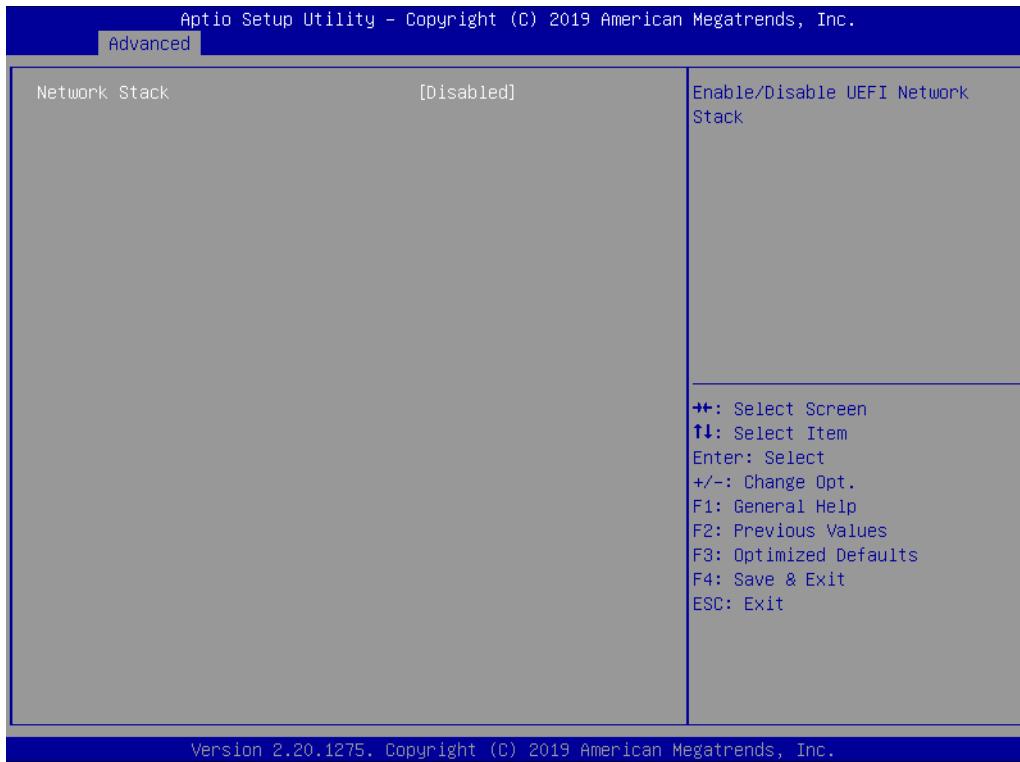 Aptio Setup Utility – Copyright (C) 2019 American Megatrends, Inc.
Advanced
Network Stack [Disabled]
Enable/Disable UEFI Network
Stack
→←: Select Screen
↑↓: Select Item
Enter: Select
+/-: Change Opt.
F1: General Help
F2: Previous Values
F3: Optimized Defaults
F4: Save & Exit
ESC: Exit
Version 2.20.1275. Copyright (C) 2019 American Megatrends, Inc.